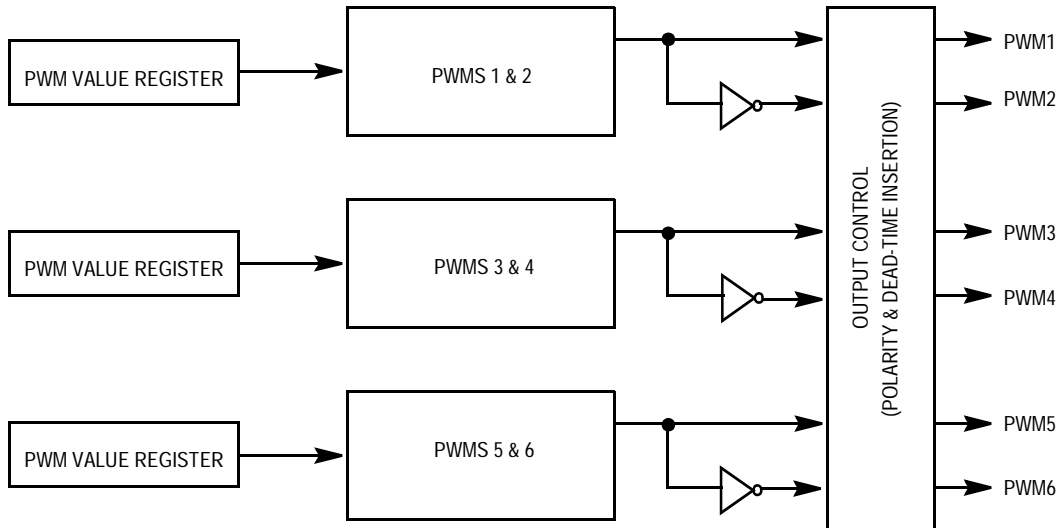 PWM VALUE REGISTER
PWMS 1 & 2
PWM1
PWM2
PWM VALUE REGISTER
PWMS 3 & 4
PWM3
PWM4
PWM VALUE REGISTER
PWMS 5 & 6
PWM5
PWM6
OUTPUT CONTROL
(POLARITY & DEAD-TIME INSERTION)